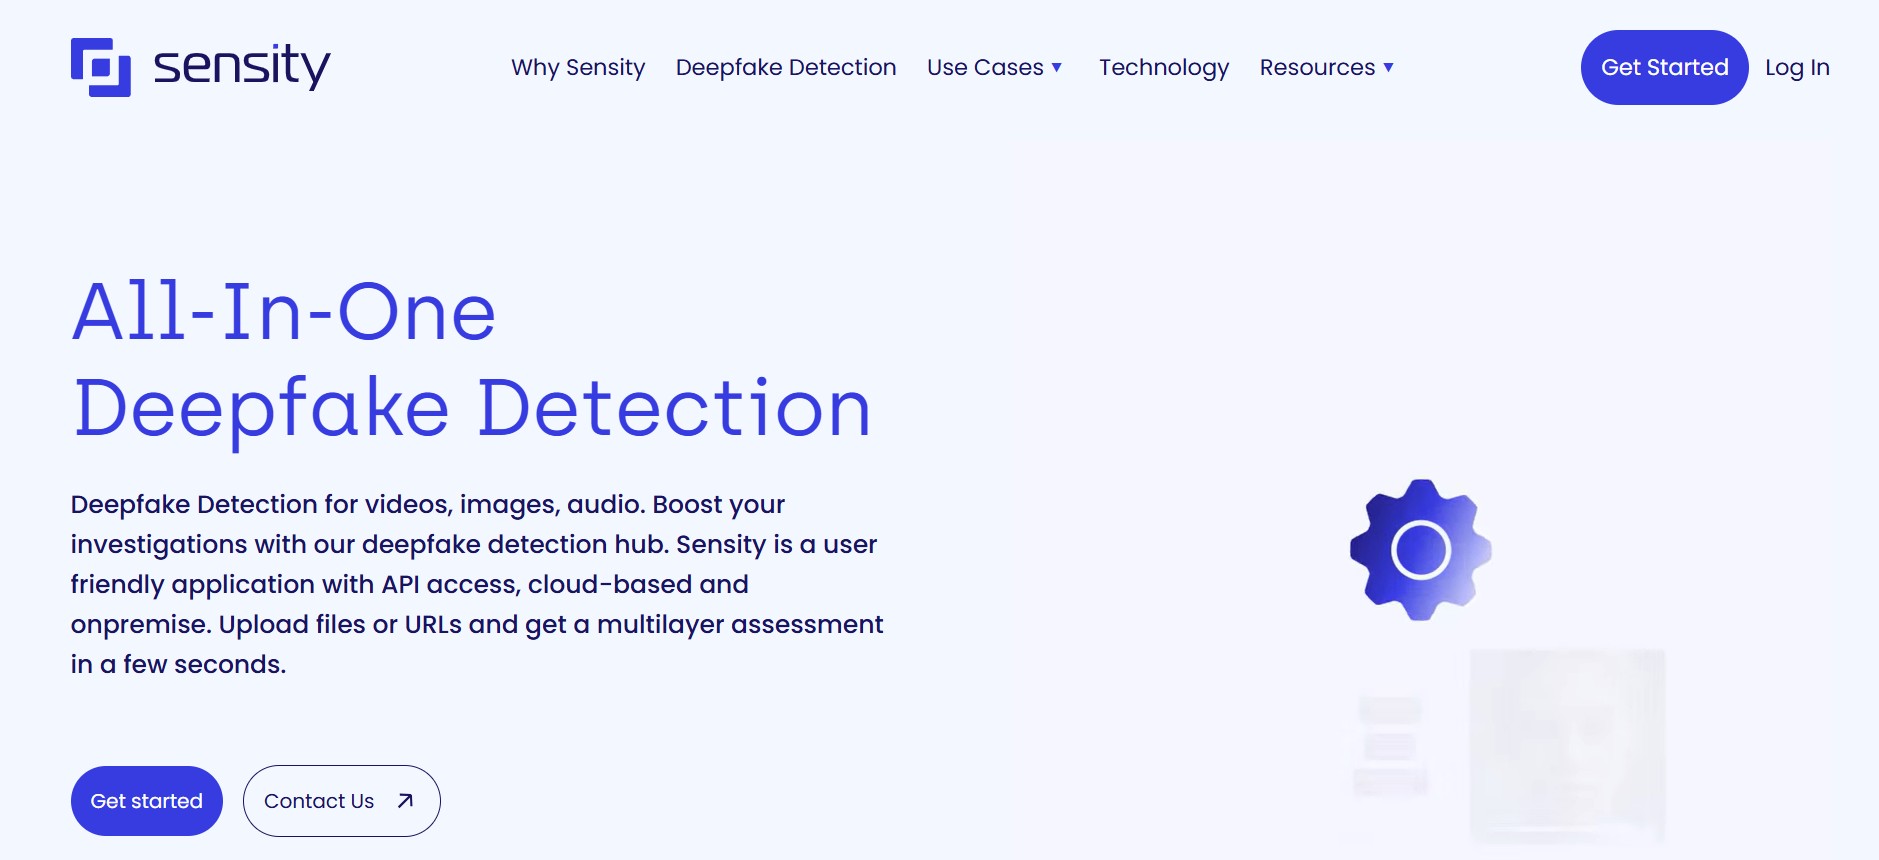 sensity
Why Sensity
Deepfake Detection
Use Cases
Technology
Resources
Get Started
Log In
All-In-One
Deepfake Detection
Deepfake Detection for videos, images, audio. Boost your
investigations with our deepfake detection hub. Sensity is a user
friendly application with API access, cloud-based and
onpremise. Upload files or URLs and get a multilayer assessment
in a few seconds.
Get started
Contact Us